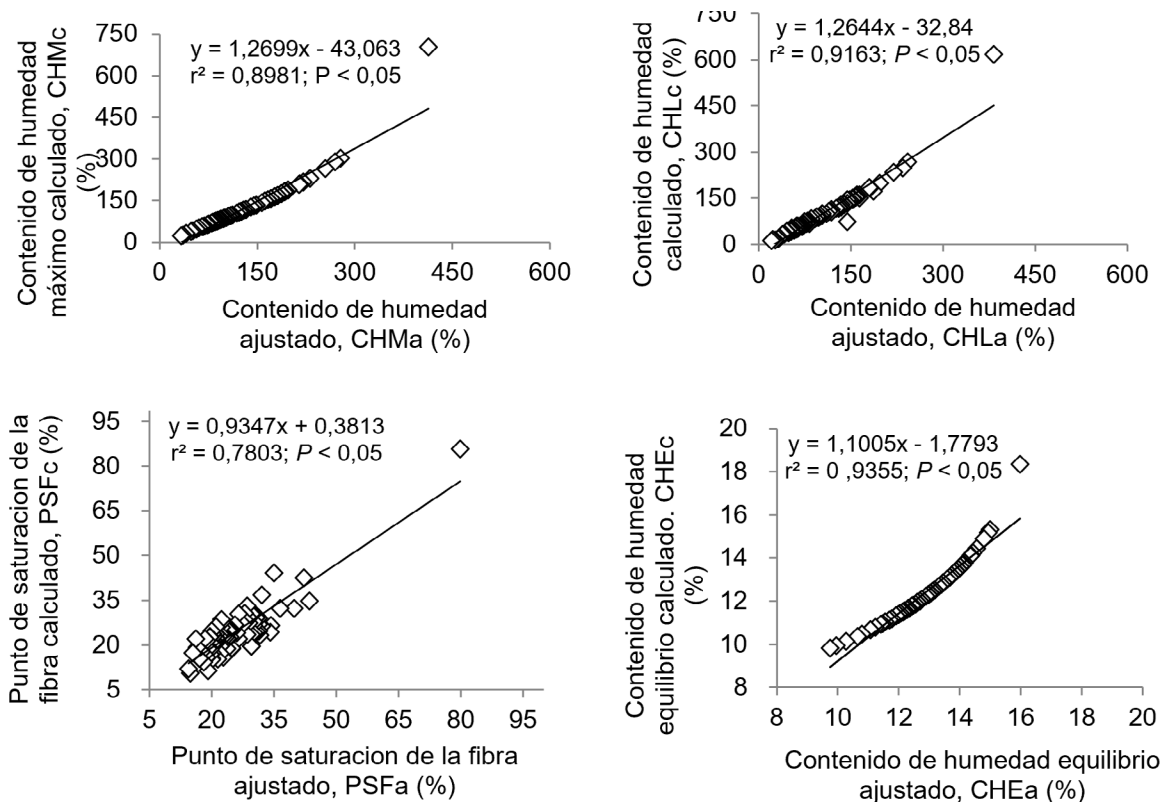 Contenido de humedad
máximo calculado, CHMc
(%)
750
600
450
300
150
0
y = 1,2699x - 43,063
r² = 0,8981; P < 0,05
0 150 300 450 600
Contenido de humedad
ajustado, CHMa (%)
Contenido de humedad
calculado, CHLc (%)
750
600
450
300
150
0
y = 1,2644x - 32,84
r² = 0,9163; P < 0,05
0 150 300 450 600
Contenido de humedad
ajustado, CHLa (%)
Punto de saturacion de la
fibra calculado, PSFc (%)
95
80
65
50
35
20
5
y = 0,9347x + 0,3813
r² = 0,7803; P < 0,05
5 20 35 50 65 80 95
Punto de saturacion de la fibra
ajustado, PSFa (%)
Contenido de humedad
equilibrio calculado. CHEc
(%)
20
18
16
14
12
10
8
y = 1,1005x - 1,7793
r² = 0 ,9355; P < 0,05
8 10 12 14 16 18 20
Contenido de humedad equilibrio
ajustado, CHEa (%)